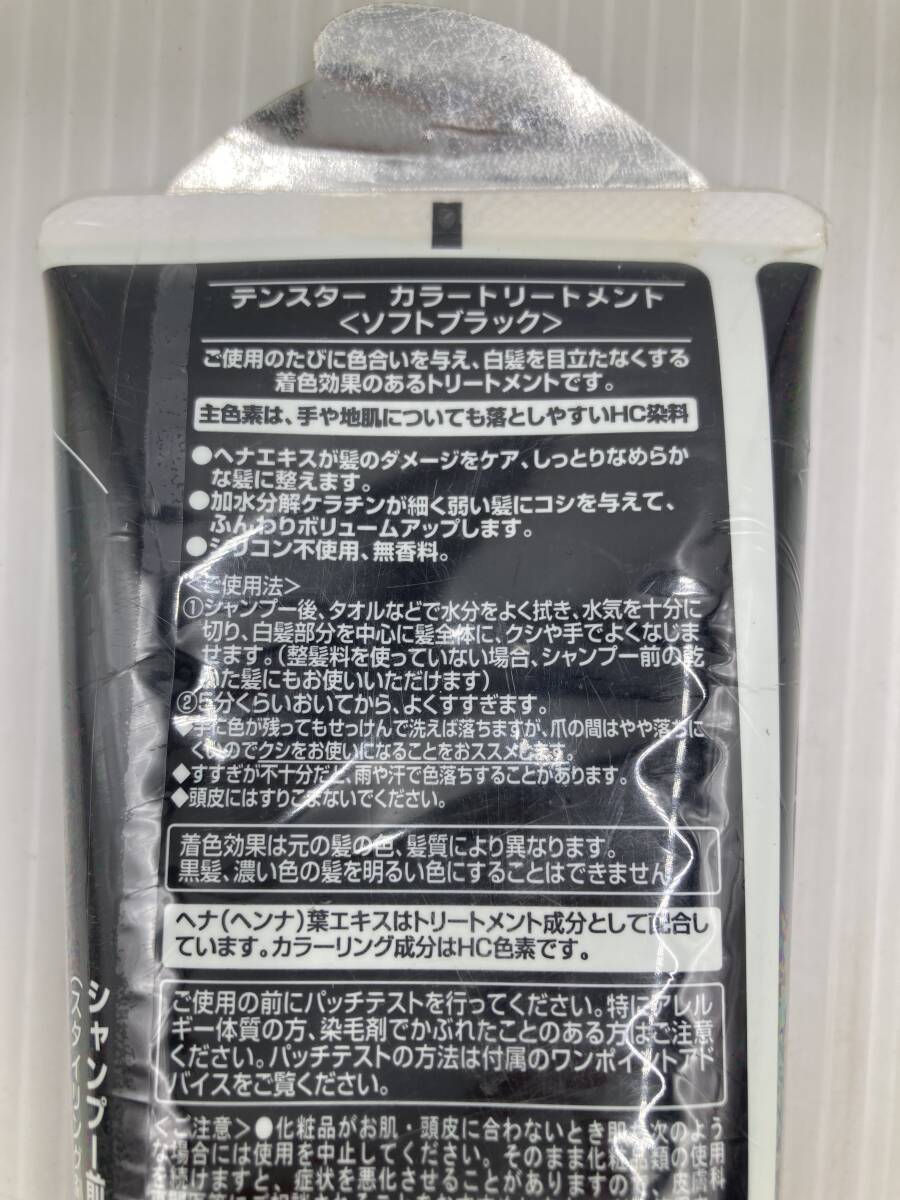 テンスター カラートリートメント
<ソフトブラック>
ご使用のたびに色合いを与え、白髪を目立たなくする
着色効果のあるトリートメントです。
主色素は、手や地肌についても落としやすいHC染料
●ヘナエキスが髪のダメージをケア、しっとりなめらか
な髪に整えます。
●加水分解ケラチンが細く弱い髪にコシを与えて、
ふんわりボリュームアップします。
●シリコン不使用、無香料。
<ご使用法>
①シャンプー後、タオルなどで水分をよく拭き、水気を十分に
切り、白髪部分を中心に髪全体に、クシや手でよくなじま
せます。(整髪料を使っていない場合、シャンプー前の乾
いた髪にもお使いいただけます)
②5分くらいおいてから、よくすすぎます。
◆手に色が残ってもせっけんで洗えば落ちますが、爪の間はやや落ちに
くいのでクシをお使いになることをおススメします。
◆すすぎが不十分だと、雨や汗で色落ちすることがあります。
◆頭皮にはすりこまないでください。
着色効果は元の髪の色、髪質により異なります。
黒髪、濃い色の髪を明るい色にすることはできません。
ヘナ(ヘンナ)葉エキスはトリートメント成分として配合し
ています。カラーリング成分はHC色素です。
ご使用の前にパッチテストを行ってください。特にアレル
ギー体質の方、染毛剤でかぶれたことのある方はご注意
ください。パッチテストの方法は付属のワンポイントアド
バイスをご覧ください。
<ご注意>●化粧品がお肌・頭皮に合わないとき次のよう
な場合には使用を中止してください。そのまま化粧品類の使用
を続けますと、症状を悪化させることがありますので、皮膚科
シャンプー前
(スタイリング